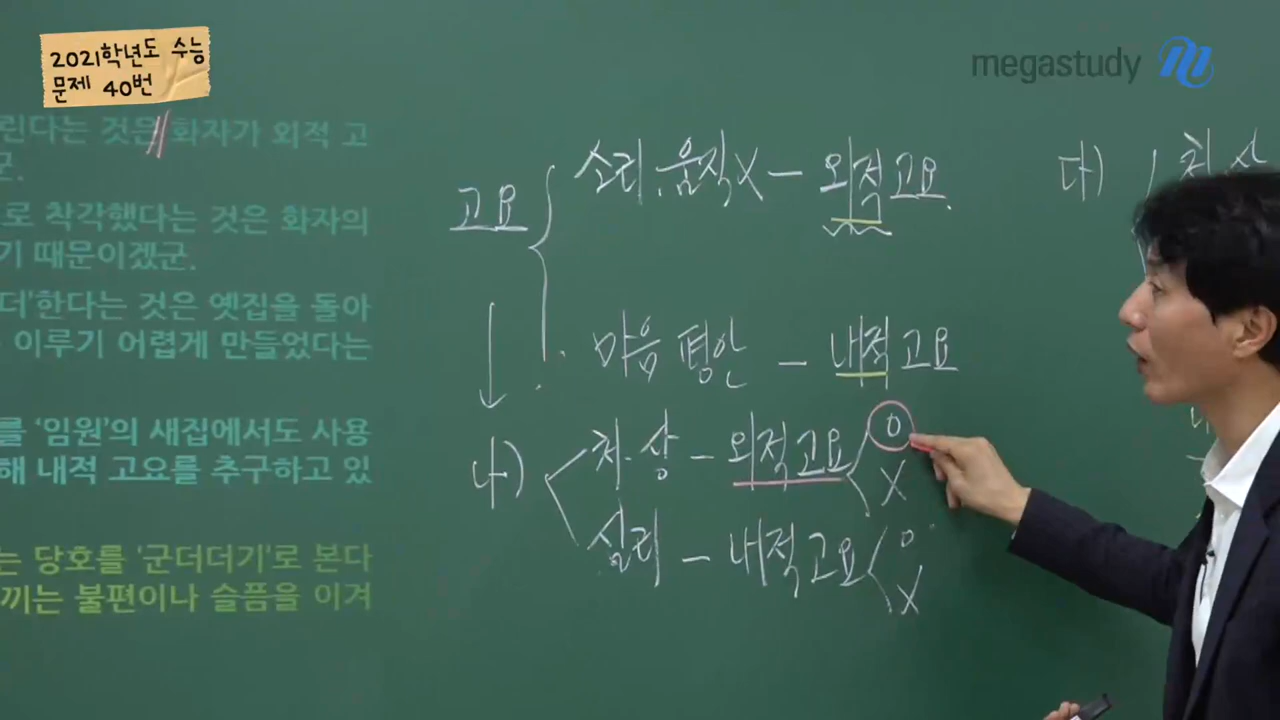 2021학년도 수능
문제 40번
megastudy
린다는 것은 화자가 외적 고
군.
로 착각했다는 것은 화자의
기 때문이겠군.
더'한다는 것은 옛집을 돌아
이루기 어렵게 만들었다는
를 '임원'의 새집에서도 사용
해 내적 고요를 추구하고 있
는 당호를 '군더더기'로 본다
끼는 불편이나 슬픔을 이겨
고요
소리, 움직X - 외적고요.
마음 평안 - 내적고요
나) 처·상 - 외적고요 O
X
심리 - 내적고요 O
X
다)